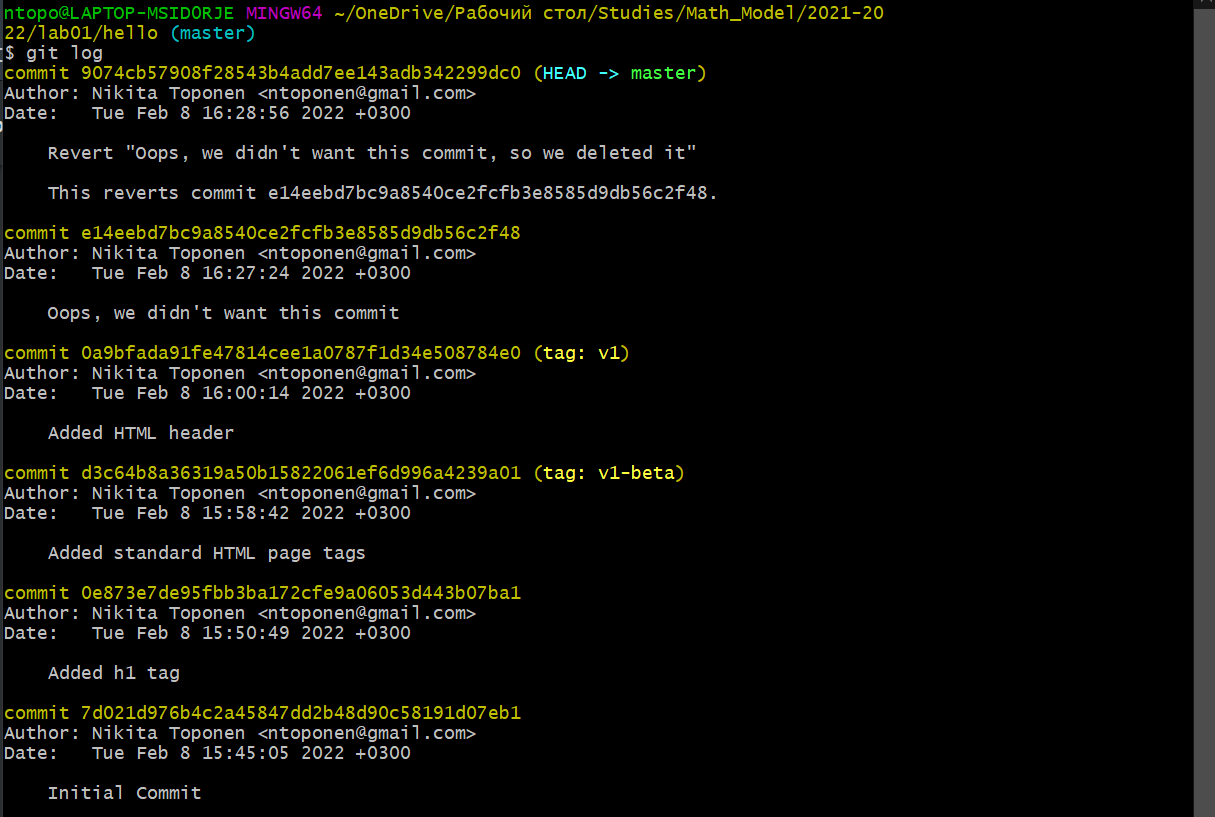 ntopo@LAPTOP-MSIDORJE MINGW64 ~/OneDrive/Рабочий стол/Studies/Math_Model/2021-20
22/lab01/hello (master)
$ git log
commit 9074cb57908f28543b4add7ee143adb342299dc0 (HEAD -> master)
Author: Nikita Toponen <ntoponen@gmail.com>
Date:   Tue Feb 8 16:28:56 2022 +0300
    Revert "Oops, we didn't want this commit, so we deleted it"
    This reverts commit e14eebd7bc9a8540ce2fcfb3e8585d9db56c2f48.
commit e14eebd7bc9a8540ce2fcfb3e8585d9db56c2f48
Author: Nikita Toponen <ntoponen@gmail.com>
Date:   Tue Feb 8 16:27:24 2022 +0300
    Oops, we didn't want this commit
commit 0a9bfada91fe47814cee1a0787f1d34e508784e0 (tag: v1)
Author: Nikita Toponen <ntoponen@gmail.com>
Date:   Tue Feb 8 16:00:14 2022 +0300
    Added HTML header
commit d3c64b8a36319a50b15822061ef6d996a4239a01 (tag: v1-beta)
Author: Nikita Toponen <ntoponen@gmail.com>
Date:   Tue Feb 8 15:58:42 2022 +0300
    Added standard HTML page tags
commit 0e873e7de95fbb3ba172cfe9a06053d443b07ba1
Author: Nikita Toponen <ntoponen@gmail.com>
Date:   Tue Feb 8 15:50:49 2022 +0300
    Added h1 tag
commit 7d021d976b4c2a45847dd2b48d90c58191d07eb1
Author: Nikita Toponen <ntoponen@gmail.com>
Date:   Tue Feb 8 15:45:05 2022 +0300
    Initial Commit